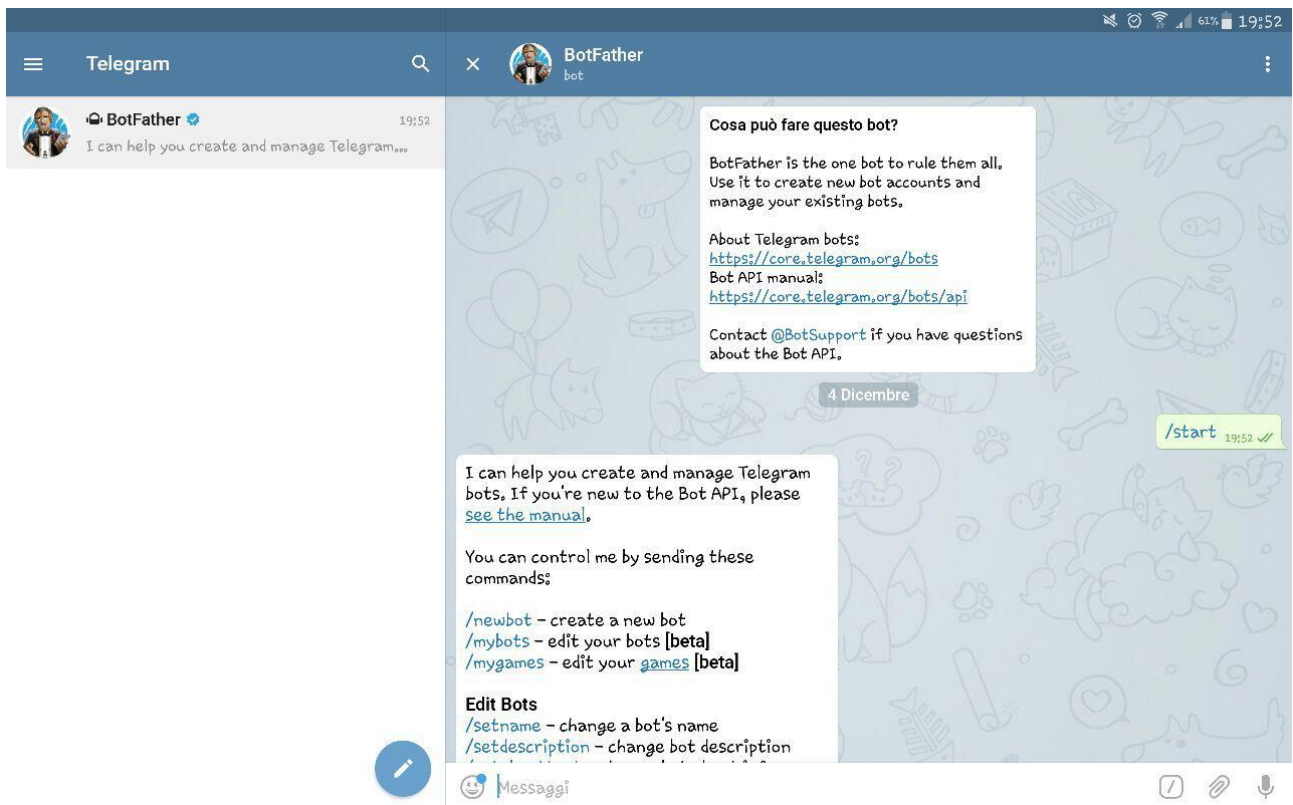 61% 19:52
Telegram
BotFather
19:52
I can help you create and manage Telegram...
BotFather
bot
Cosa può fare questo bot?
BotFather is the one bot to rule them all.
Use it to create new bot accounts and
manage your existing bots.
About Telegram bots:
https://core.telegram.org/bots
Bot API manual:
https://core.telegram.org/bots/api
Contact @BotSupport if you have questions
about the Bot API.
4 Dicembre
/start 19:52
I can help you create and manage Telegram
bots. If you're new to the Bot API, please
see the manual.
You can control me by sending these
commands:
/newbot - create a new bot
/mybots - edit your bots [beta]
/mygames - edit your games [beta]
Edit Bots
/setname - change a bot's name
/setdescription - change bot description
Messaggi